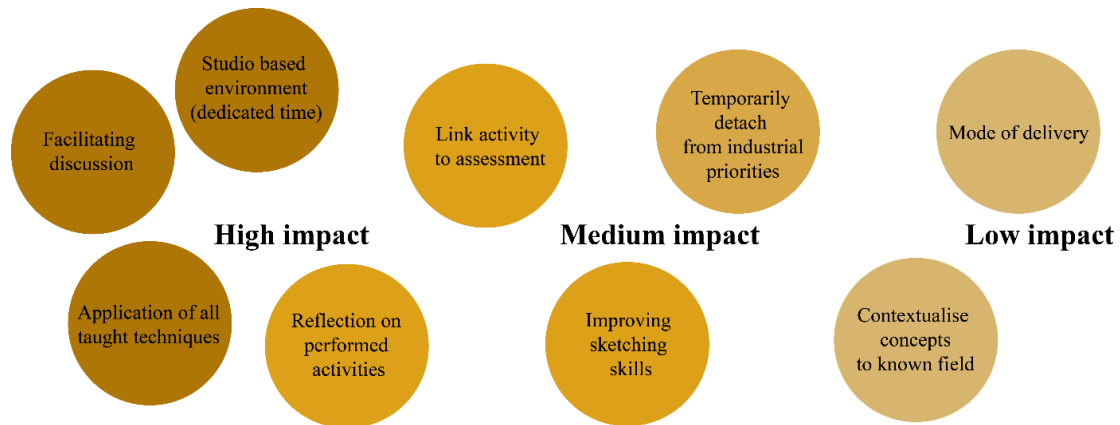 Studio based
environment
(dedicated time)
Facilitating
discussion
Link activity
to assessment
Temporarily
detach
from industrial
priorities
Mode of delivery
High impact
Medium impact
Low impact
Application of all
taught techniques
Reflection on
performed
activities
Improving
sketching
skills
Contextualise
concepts
to known field